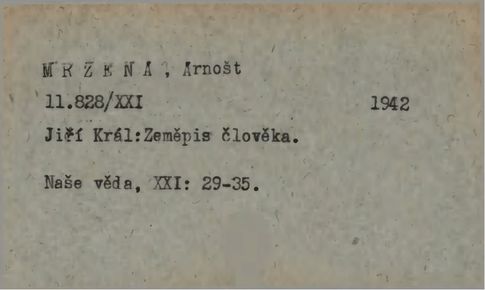 M R Z E N A , Arnošt
11.828/XXI 1942
Jiří Král:Zeměpis člověka.
Naše věda, XXI: 29-35.